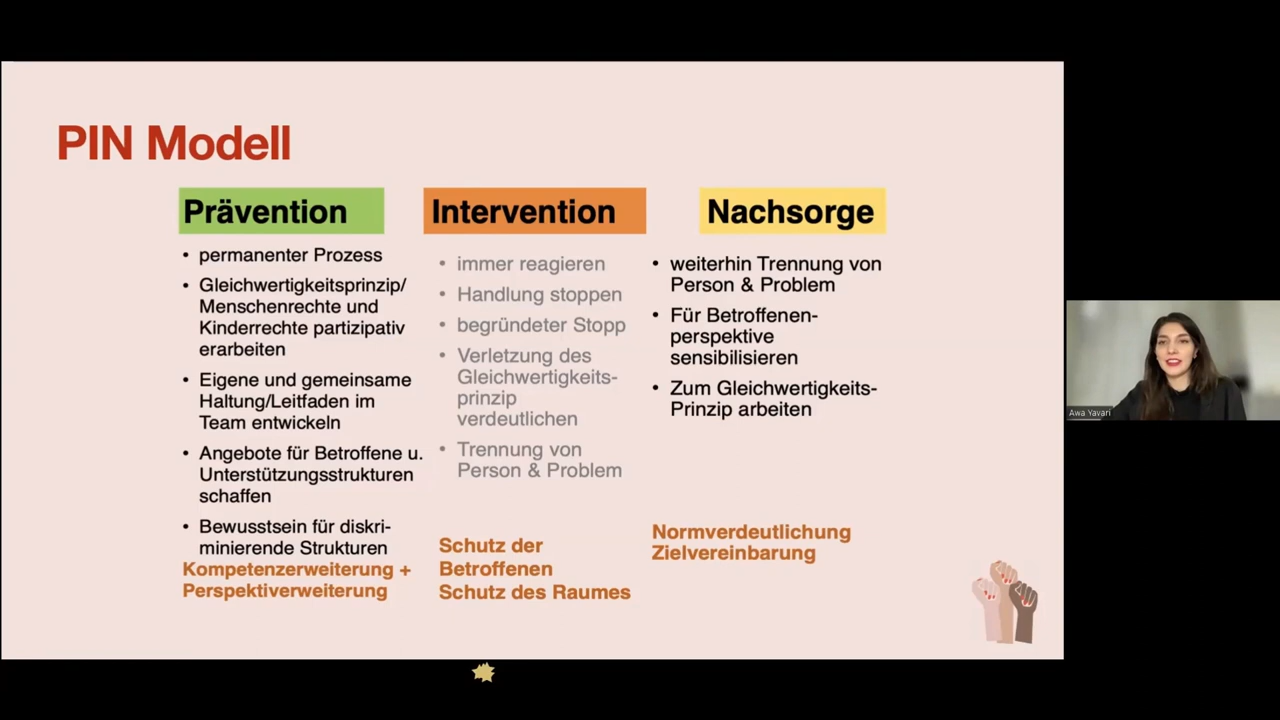 PIN Modell
Prävention
• permanenter Prozess
• Gleichwertigkeitsprinzip/
Menschenrechte und
Kinderrechte partizipativ
erarbeiten
• Eigene und gemeinsame
Haltung/Leitfaden im
Team entwickeln
• Angebote für Betroffene u.
Unterstützungsstrukturen
schaffen
• Bewusstsein für diskri-
minierende Strukturen
Kompetenzerweiterung +
Perspektiverweiterung
Intervention
• immer reagieren
• Handlung stoppen
• begründeter Stopp
• Verletzung des
Gleichwertigkeits-
prinzip
verdeutlichen
• Trennung von
Person & Problem
Schutz der
Betroffenen
Schutz des Raumes
Nachsorge
• weiterhin Trennung von
Person & Problem
• Für Betroffenen-
perspektive
sensibilisieren
• Zum Gleichwertigkeits-
Prinzip arbeiten
Normverdeutlichung
Zielvereinbarung
Awa Yavari